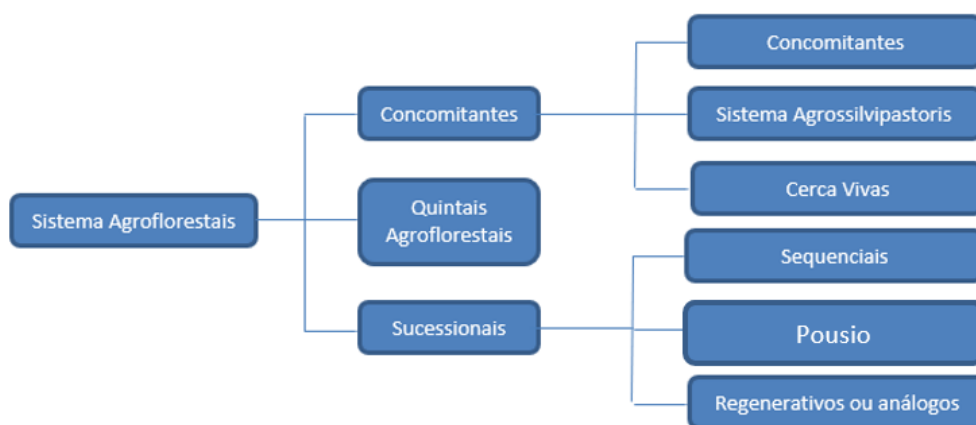 Sistema Agroflorestais
Concomitantes
Quintais
Agroflorestais
Sucessionais
Concomitantes
Sistema Agrossilvipastoris
Cerca Vivas
Sequenciais
Pousio
Regenerativos ou análogos